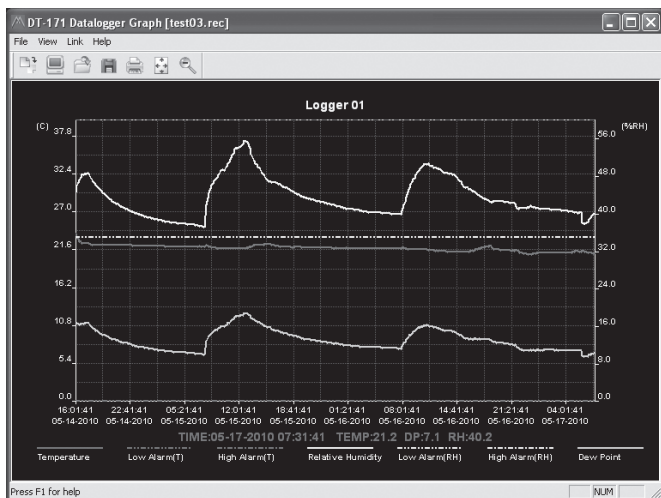 DT-171 Datalogger Graph [test03.rec]
File View Link Help
Logger 01
(C) (%RH)
37.8 56.0
32.4 48.0
27.0 40.0
21.6 32.0
16.2 24.0
10.8 16.0
5.4 8.0
0.0 0.0
16:01:41 22:41:41 05:21:41 12:01:41 18:41:41 01:21:41 08:01:41 14:41:41 21:21:41 04:01:41
05-14-2010 05-14-2010 05-15-2010 05-15-2010 05-15-2010 05-16-2010 05-16-2010 05-16-2010 05-16-2010 05-17-2010
TIME:05-17-2010 07:31:41 TEMP:21.2 DP:7.1 RH:40.2
Temperature Low Alarm(T) High Alarm(T) Relative Humidity Low Alarm(RH) High Alarm(RH) Dew Point
Press F1 for help NUM